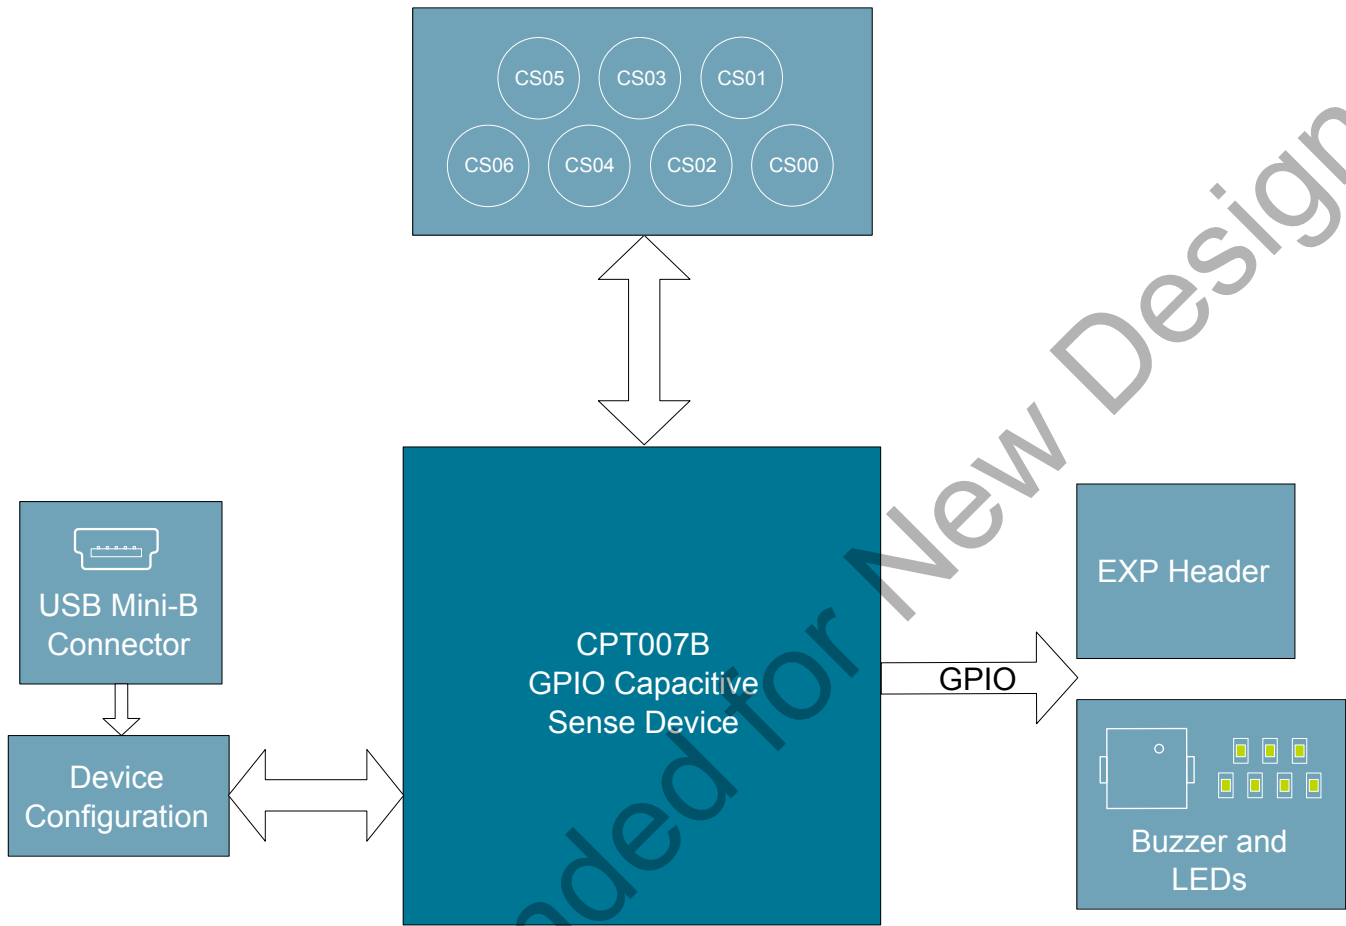 CS05 CS03 CS01
CS06 CS04 CS02 CS00
USB Mini-B
Connector
Device
Configuration
CPT007B
GPIO Capacitive
Sense Device
GPIO
EXP Header
Buzzer and
LEDs
for New Design